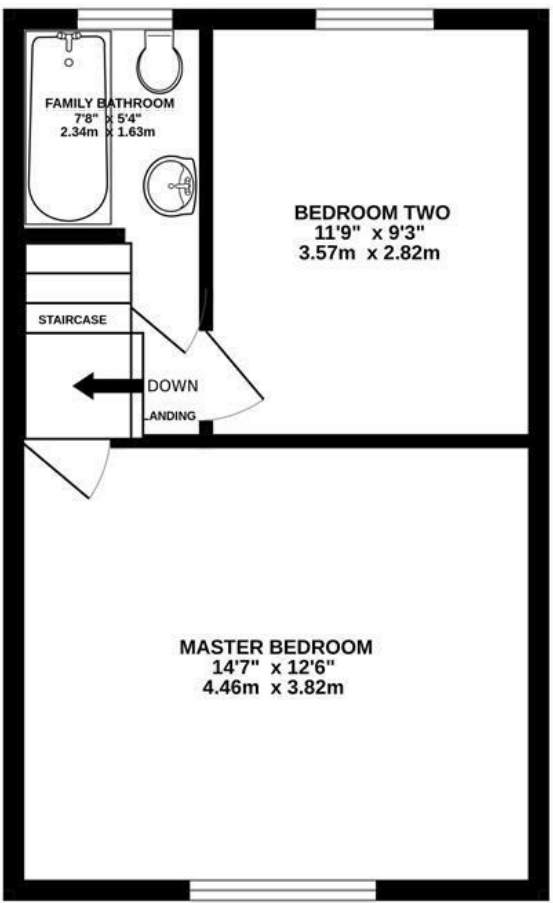 FAMILY BATHROOM
7'8" x 5'4"
2.34m x 1.63m
BEDROOM TWO
11'9" x 9'3"
3.57m x 2.82m
STAIRCASE
DOWN
LANDING
MASTER BEDROOM
14'7" x 12'6"
4.46m x 3.82m